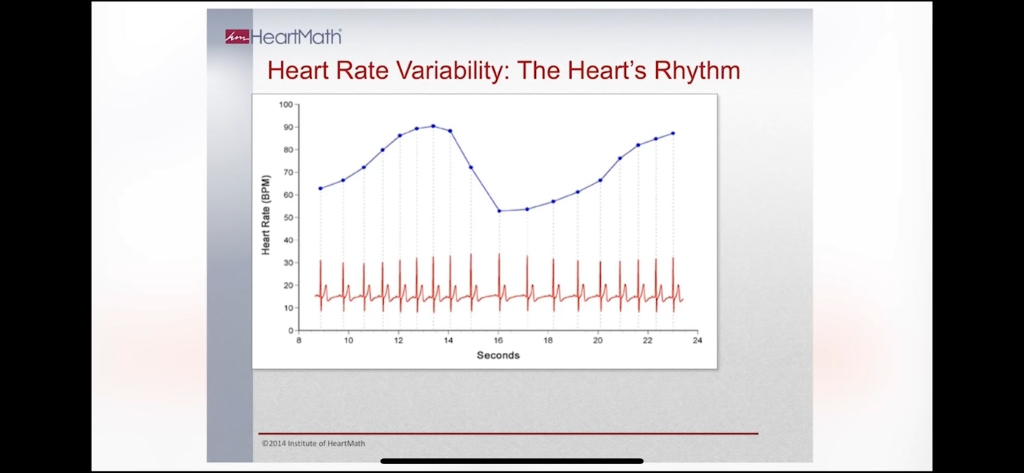 hm HeartMath
Heart Rate Variability: The Heart's Rhythm
100
90
80
70
60
50
40
30
20
10
0
Heart Rate (BPM)
8 10 12 14 16 18 20 22 24
Seconds
©2014 Institute of HeartMath